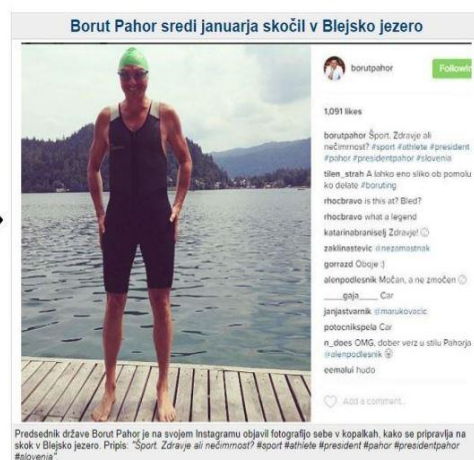 Borut Pahor sredi januarja skočil v Blejsko jezero
borutpahor
Followin
1,091 likes
borutpahor Šport. Zdravje ali
nečimrnost? #sport #athlete #president
#pahor #presidentpahor #slovenia
tilen_strah A lahko eno sliko ob pomolu
ko delate #boruting
rhocbravo is this at? Bled?
rhocbravo what a legend
katarinabraniselj Zdravje!
zaklinastevic @nezamastnak
gorrazd Oboje :)
alenpodlesnik Močan, a ne zmočen
____gaja____ Car
janjastvarnik @marukovacic
potocnikspela Car
n_does OMG, dober verz u stilu Pahorja
@alenpodlesnik
eemalui hudo
Add a comment...
Predsednik države Borut Pahor je na svojem Instagramu objavil fotografijo sebe v kopalkah, kako se pripravlja na
skok v Blejsko jezero. Pripis: "Šport. Zdravje ali nečimrnost? #sport #athlete #president #pahor #presidentpahor
#slovenia"